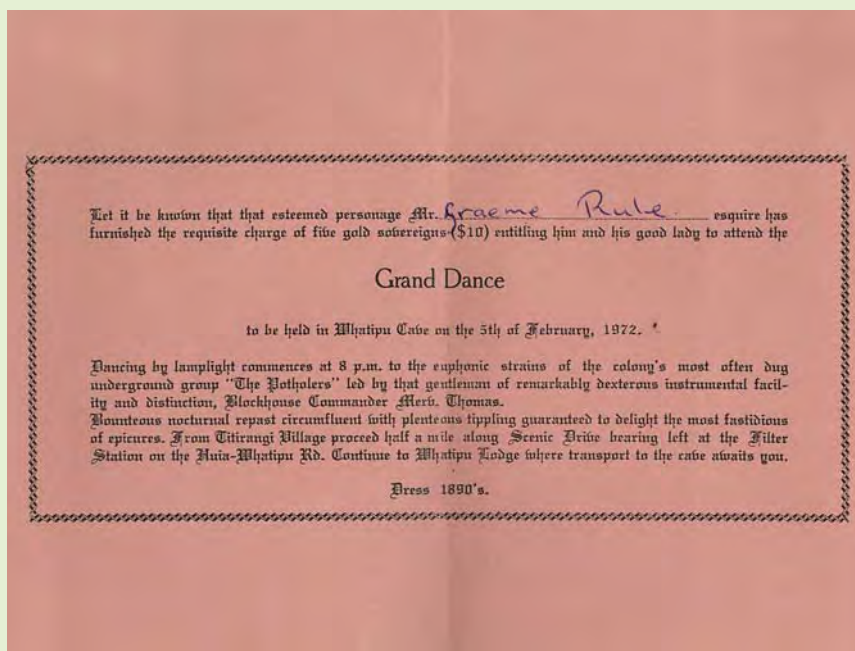 Let it be known that that esteemed personage Mr. Graeme Rule esquire has
furnished the requisite charge of five gold sovereigns ($10) entitling him and his good lady to attend the
Grand Dance
to be held in Whatipu Cave on the 5th of February, 1972.
Dancing by lamplight commences at 8 p.m. to the euphonic strains of the colony's most often dug
underground group "The Potholers" led by that gentleman of remarkably dexterous instrumental facil-
ity and distinction, Blockhouse Commander Merv. Thomas.
Bounteous nocturnal repast circumfluent with plenteous tippling guaranteed to delight the most fastidious
of epicures. From Titirangi Village proceed half a mile along Scenic Drive bearing left at the Filter
Station on the Huia-Whatipu Rd. Continue to Whatipu Lodge where transport to the cave awaits you.
Dress 1890's.